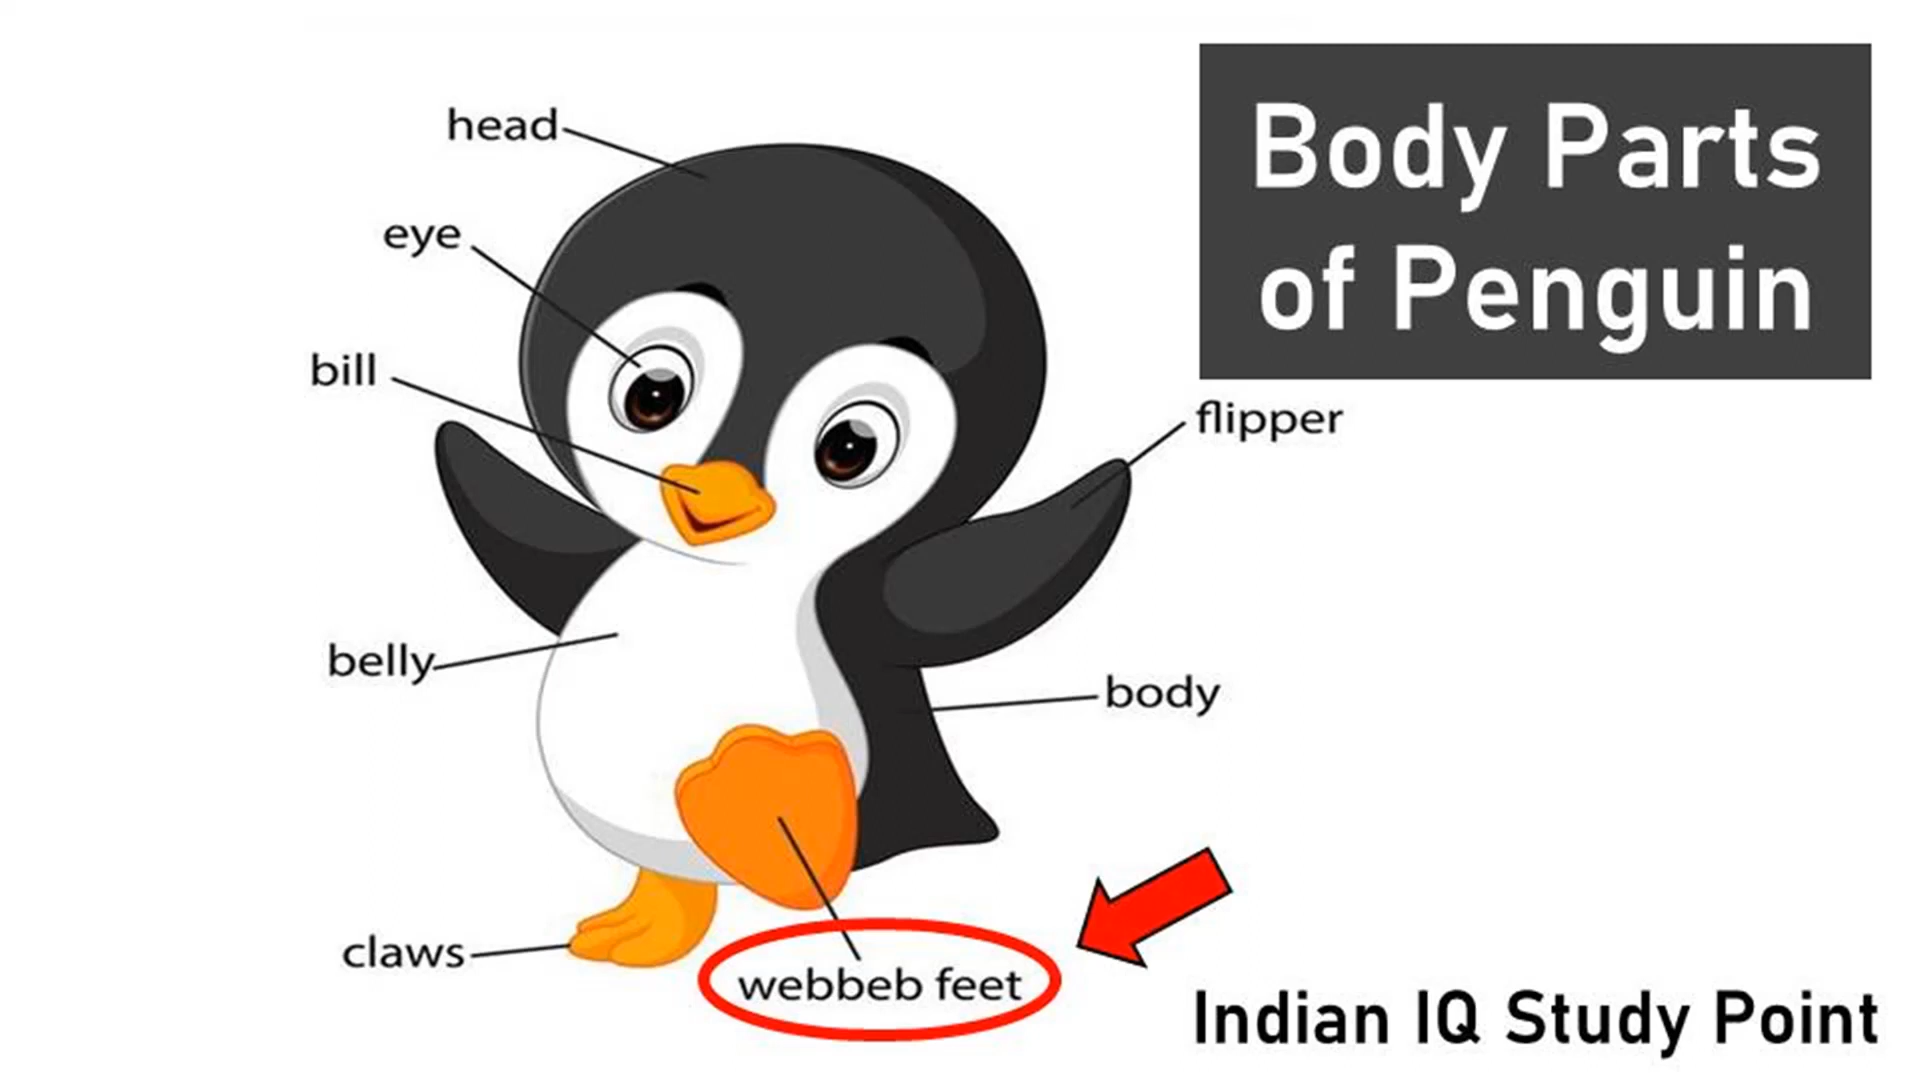 Body Parts
of Penguin
head
eye
bill
flipper
belly
body
claws
webbeb feet
Indian IQ Study Point